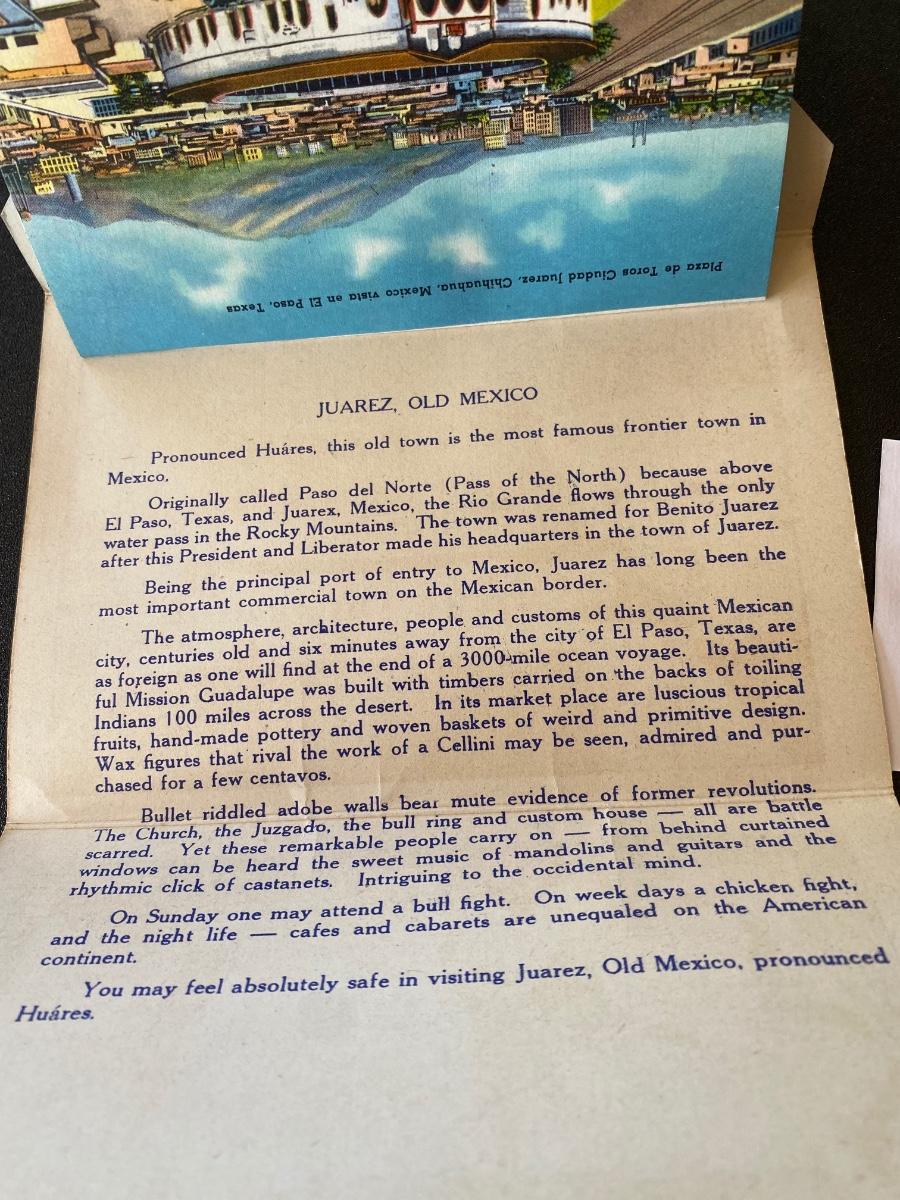 Plaza de Toros Ciudad Juarez, Chihuahua, Mexico vista en El Paso, Texas
JUAREZ, OLD MEXICO
Pronounced Huáres, this old town is the most famous frontier town in
Mexico.
Originally called Paso del Norte (Pass of the North) because above
El Paso, Texas, and Juarex, Mexico, the Rio Grande flows through the only
water pass in the Rocky Mountains. The town was renamed for Benito Juarez
after this President and Liberator made his headquarters in the town of Juarez.
Being the principal port of entry to Mexico, Juarez has long been the
most important commercial town on the Mexican border.
The atmosphere, architecture, people and customs of this quaint Mexican
city, centuries old and six minutes away from the city of El Paso, Texas, are
as foreign as one will find at the end of a 3000-mile ocean voyage. Its beauti-
ful Mission Guadalupe was built with timbers carried on the backs of toiling
Indians 100 miles across the desert. In its market place are luscious tropical
fruits, hand-made pottery and woven baskets of weird and primitive design.
Wax figures that rival the work of a Cellini may be seen, admired and pur-
chased for a few centavos.
Bullet riddled adobe walls bear mute evidence of former revolutions.
The Church, the Juzgado, the bull ring and custom house — all are battle
scarred. Yet these remarkable people carry on — from behind curtained
windows can be heard the sweet music of mandolins and guitars and the
rhythmic click of castanets. Intriguing to the occidental mind.
On Sunday one may attend a bull fight. On week days a chicken fight,
and the night life — cafes and cabarets are unequaled on the American
continent.
You may feel absolutely safe in visiting Juarez, Old Mexico, pronounced
Huáres.